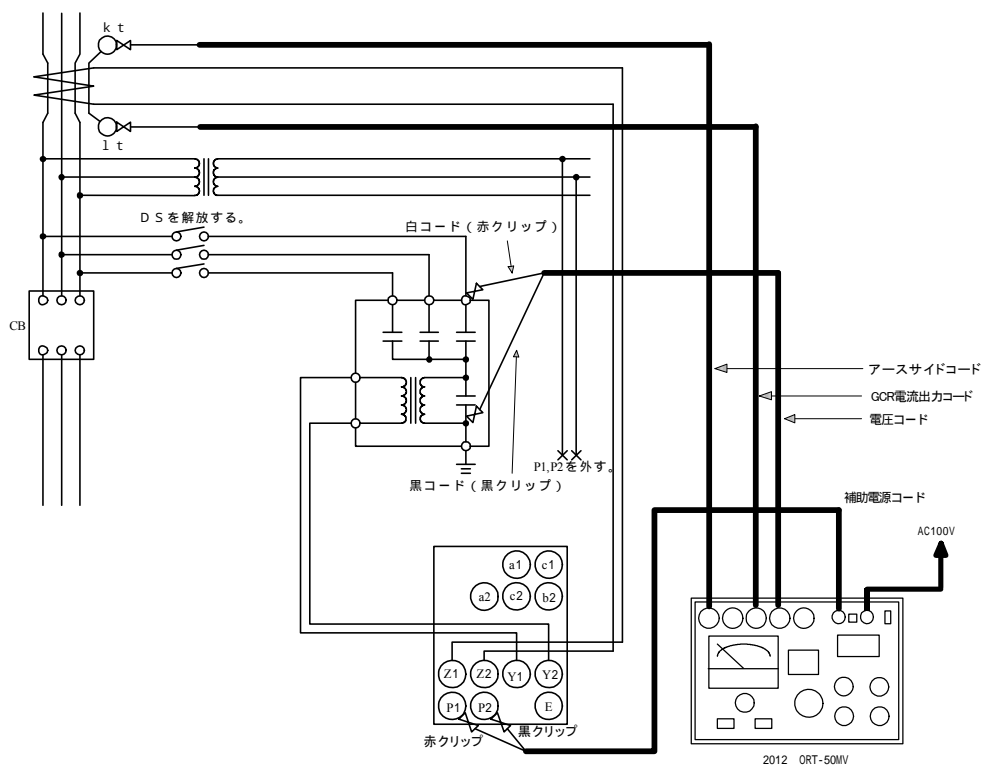 k t
l t
ＤＳを解放する。
白コード（赤クリップ）
CB
アースサイドコード
GCR電流出力コード
電圧コード
P1,P2を外す。
黒コード（黒クリップ）
補助電源コード
AC100V
a1
c1
a2
c2
b2
Z1
Z2
Y1
Y2
P1
P2
E
赤クリップ
黒クリップ
2012 ORT-50MV